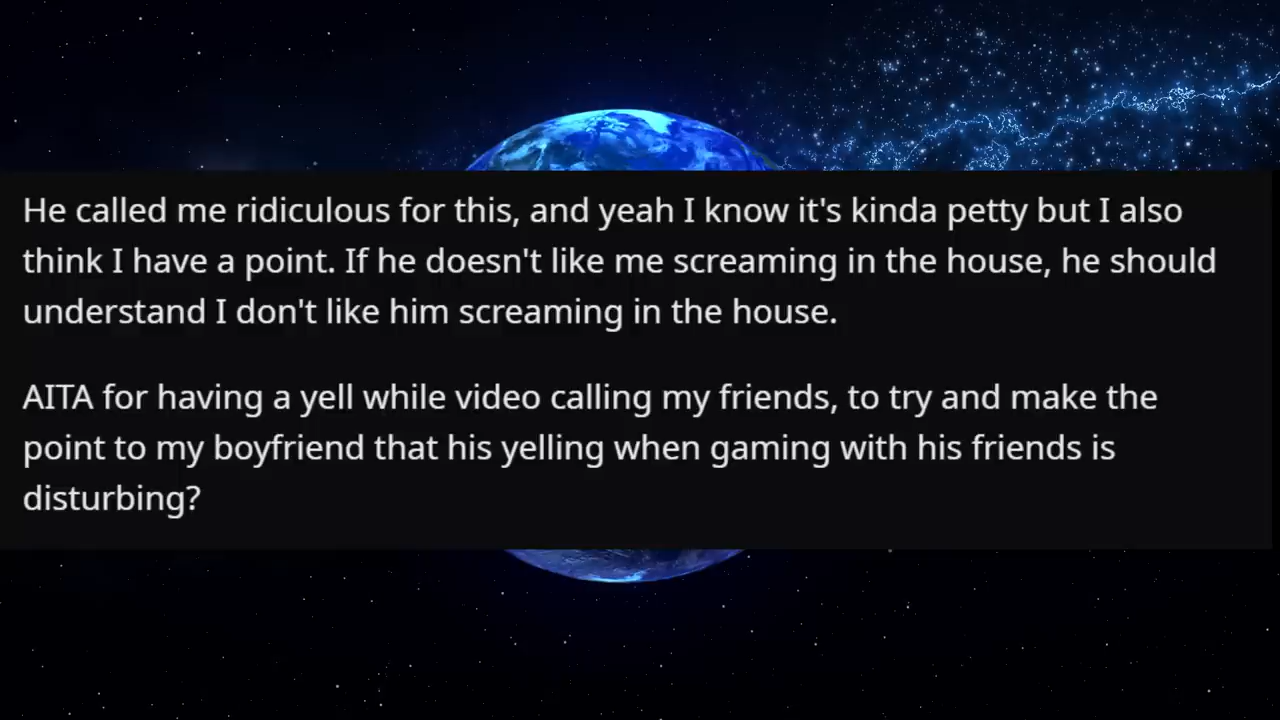 He called me ridiculous for this, and yeah I know it's kinda petty but I also
think I have a point. If he doesn't like me screaming in the house, he should
understand I don't like him screaming in the house.
AITA for having a yell while video calling my friends, to try and make the
point to my boyfriend that his yelling when gaming with his friends is
disturbing?